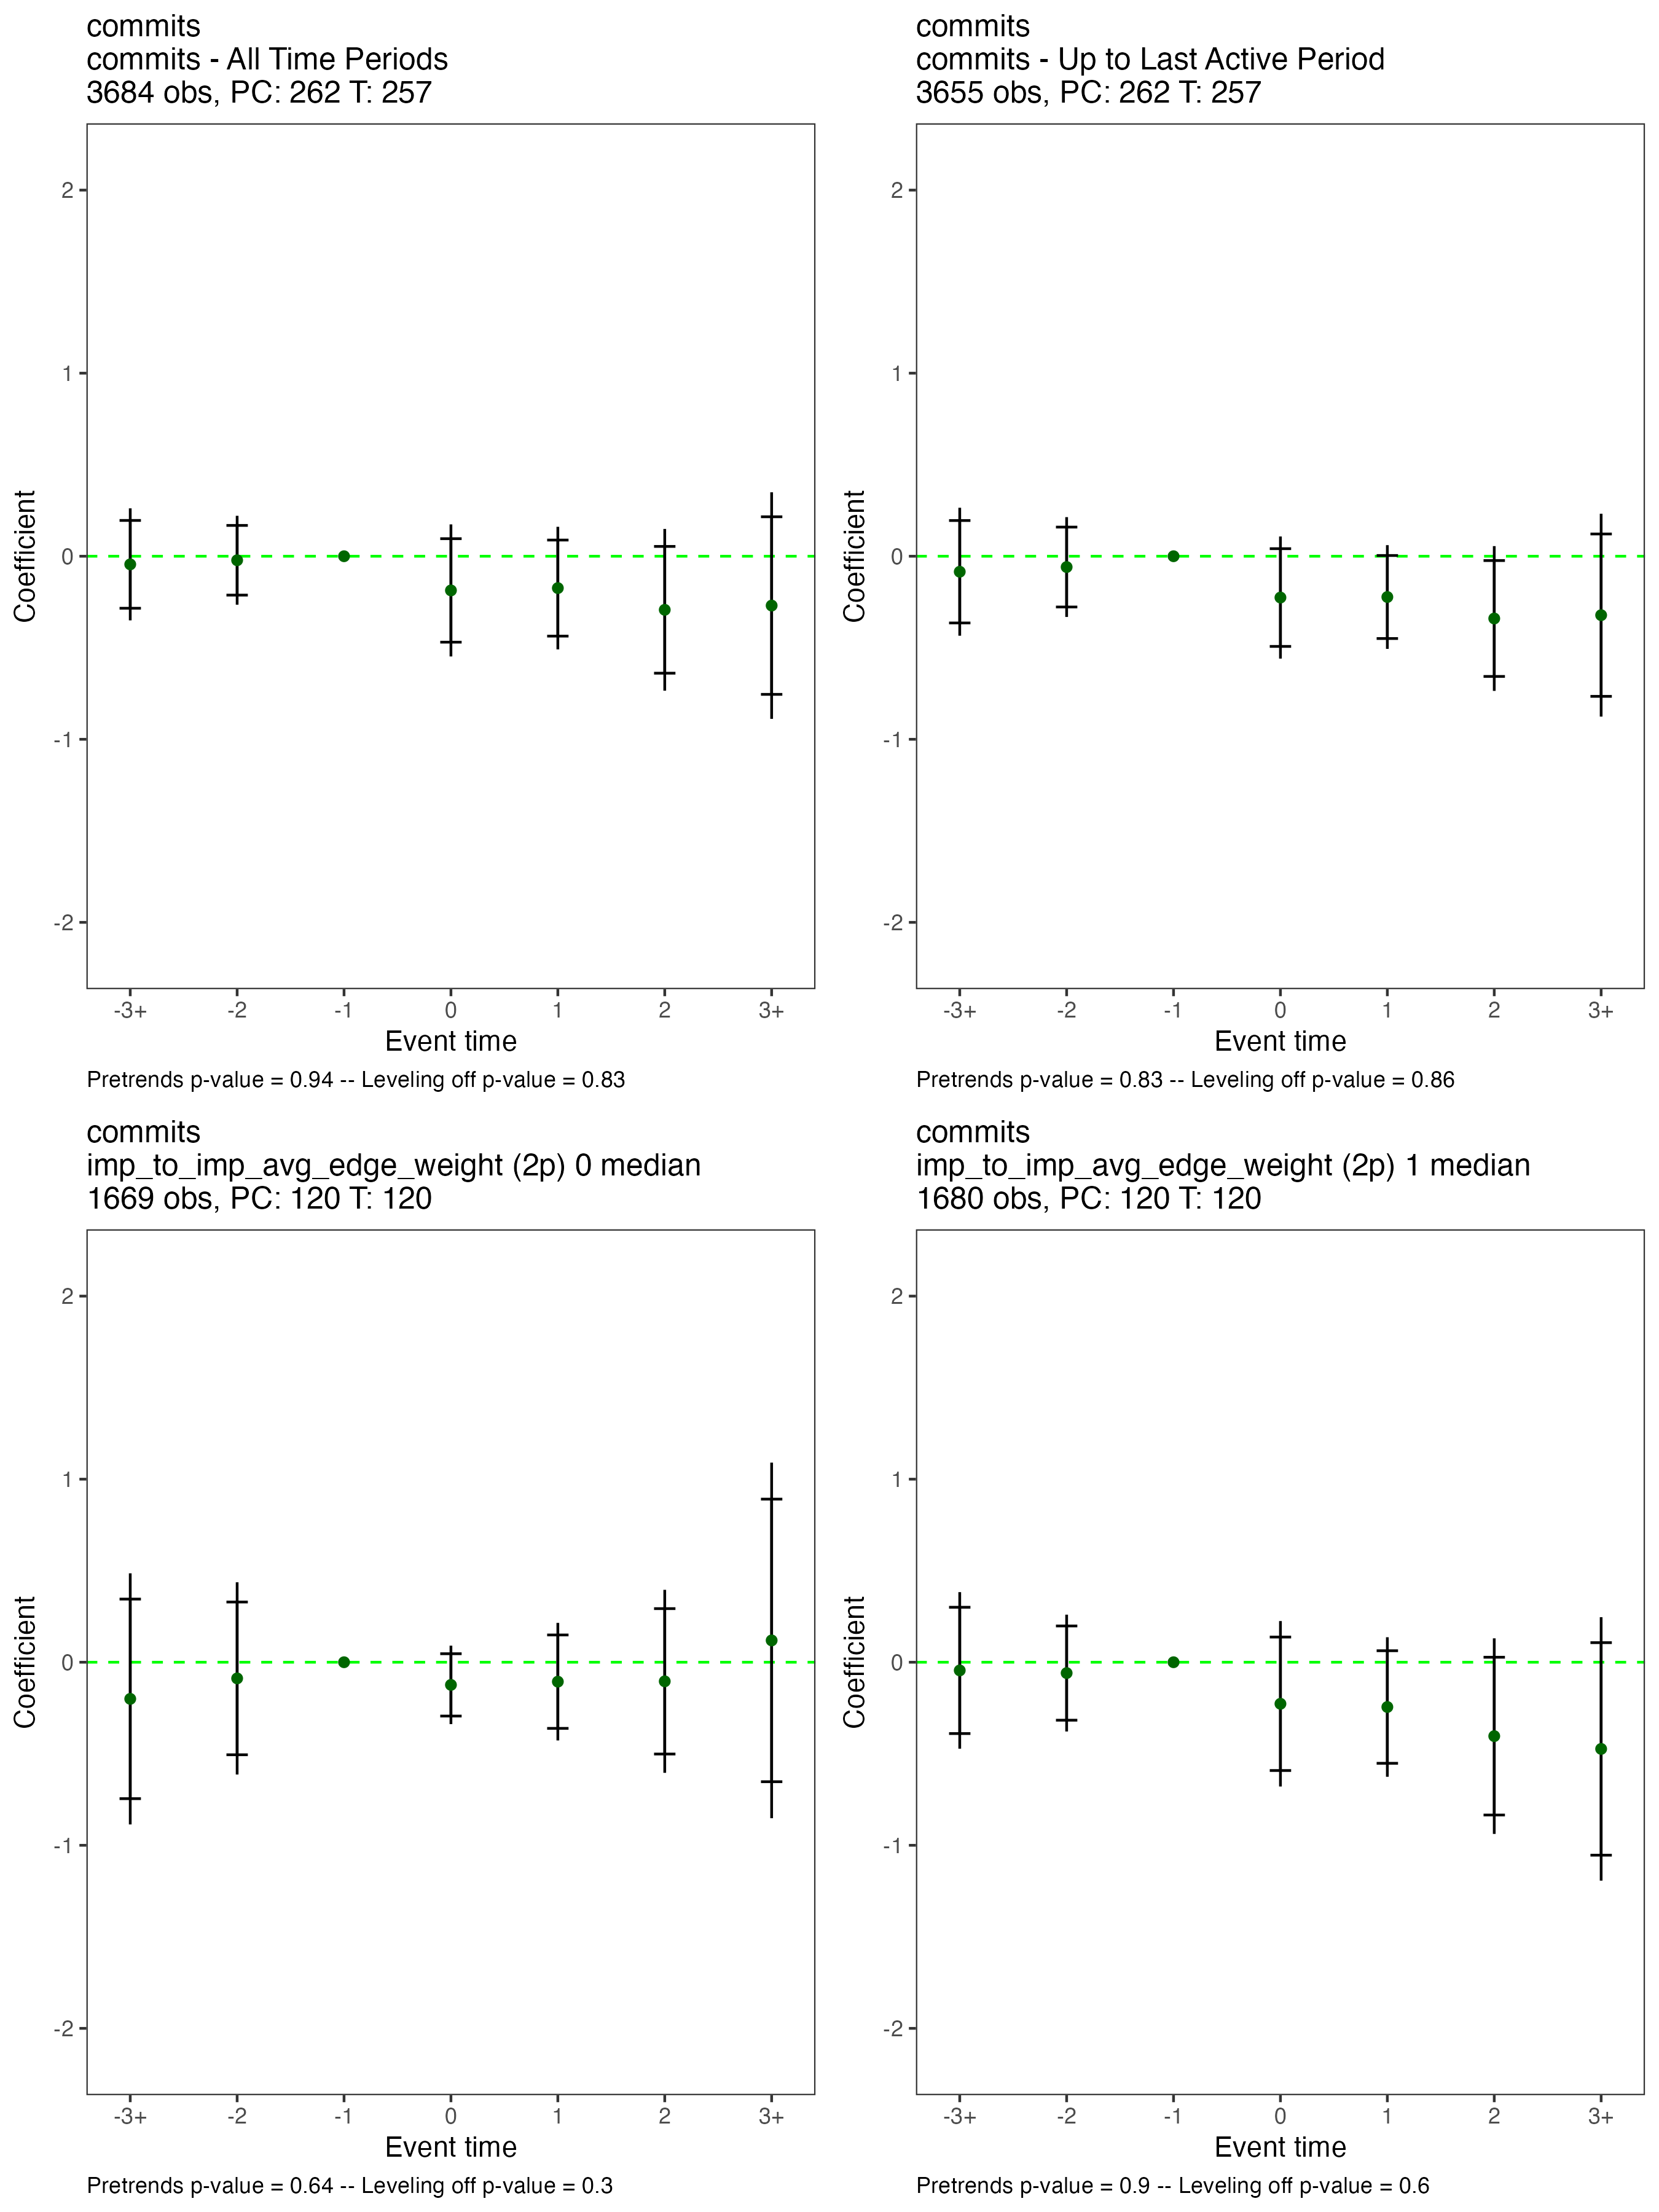 commits
commits - All Time Periods
3684 obs, PC: 262 T: 257
2
1
0
-1
-2
Coefficient
-3+ -2 -1 0 1 2 3+
Event time
Pretrends p-value = 0.94 -- Leveling off p-value = 0.83
commits
commits - Up to Last Active Period
3655 obs, PC: 262 T: 257
2
1
0
-1
-2
Coefficient
-3+ -2 -1 0 1 2 3+
Event time
Pretrends p-value = 0.83 -- Leveling off p-value = 0.86
commits
imp_to_imp_avg_edge_weight (2p) 0 median
1669 obs, PC: 120 T: 120
2
1
0
-1
-2
Coefficient
-3+ -2 -1 0 1 2 3+
Event time
Pretrends p-value = 0.64 -- Leveling off p-value = 0.3
commits
imp_to_imp_avg_edge_weight (2p) 1 median
1680 obs, PC: 120 T: 120
2
1
0
-1
-2
Coefficient
-3+ -2 -1 0 1 2 3+
Event time
Pretrends p-value = 0.9 -- Leveling off p-value = 0.6